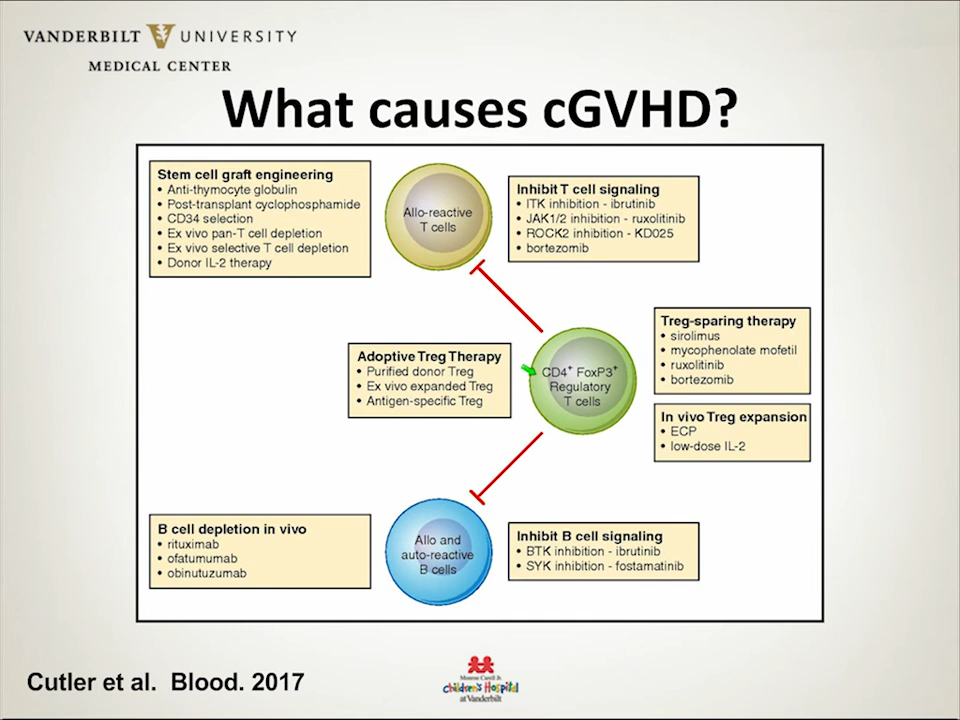 VANDERBILT V UNIVERSITY
MEDICAL CENTER
What causes cGVHD?
Stem cell graft engineering
• Anti-thymocyte globulin
• Post-transplant cyclophosphamide
• CD34 selection
• Ex vivo pan-T cell depletion
• Ex vivo selective T cell depletion
• Donor IL-2 therapy
Allo-reactive
T cells
Inhibit T cell signaling
• ITK inhibition - ibrutinib
• JAK1/2 inhibition - ruxolitinib
• ROCK2 inhibition - KD025
• bortezomib
Adoptive Treg Therapy
• Purified donor Treg
• Ex vivo expanded Treg
• Antigen-specific Treg
CD4+ FoxP3+
Regulatory
T cells
Treg-sparing therapy
• sirolimus
• mycophenolate mofetil
• ruxolitinib
• bortezomib
In vivo Treg expansion
• ECP
• low-dose IL-2
B cell depletion in vivo
• rituximab
• ofatumumab
• obinutuzumab
Allo and
auto-reactive
B cells
Inhibit B cell signaling
• BTK inhibition - ibrutinib
• SYK inhibition - fostamatinib
Cutler et al. Blood. 2017
Monroe Carell Jr.
Children's Hospital
at Vanderbilt